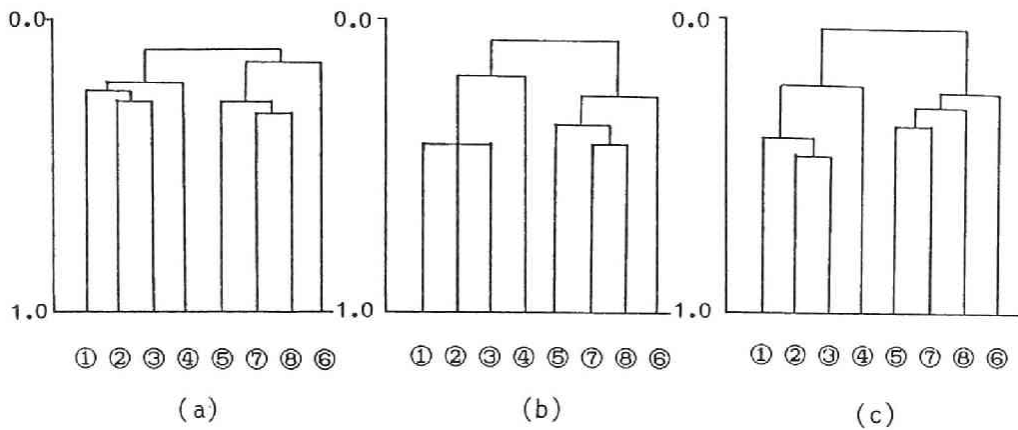 0.0 0.0 0.0
1.0 1.0 1.0
① ② ③ ④ ⑤ ⑦ ⑧ ⑥ ① ② ③ ④ ⑤ ⑦ ⑧ ⑥ ① ② ③ ④ ⑤ ⑦ ⑧ ⑥
(a) (b) (c)